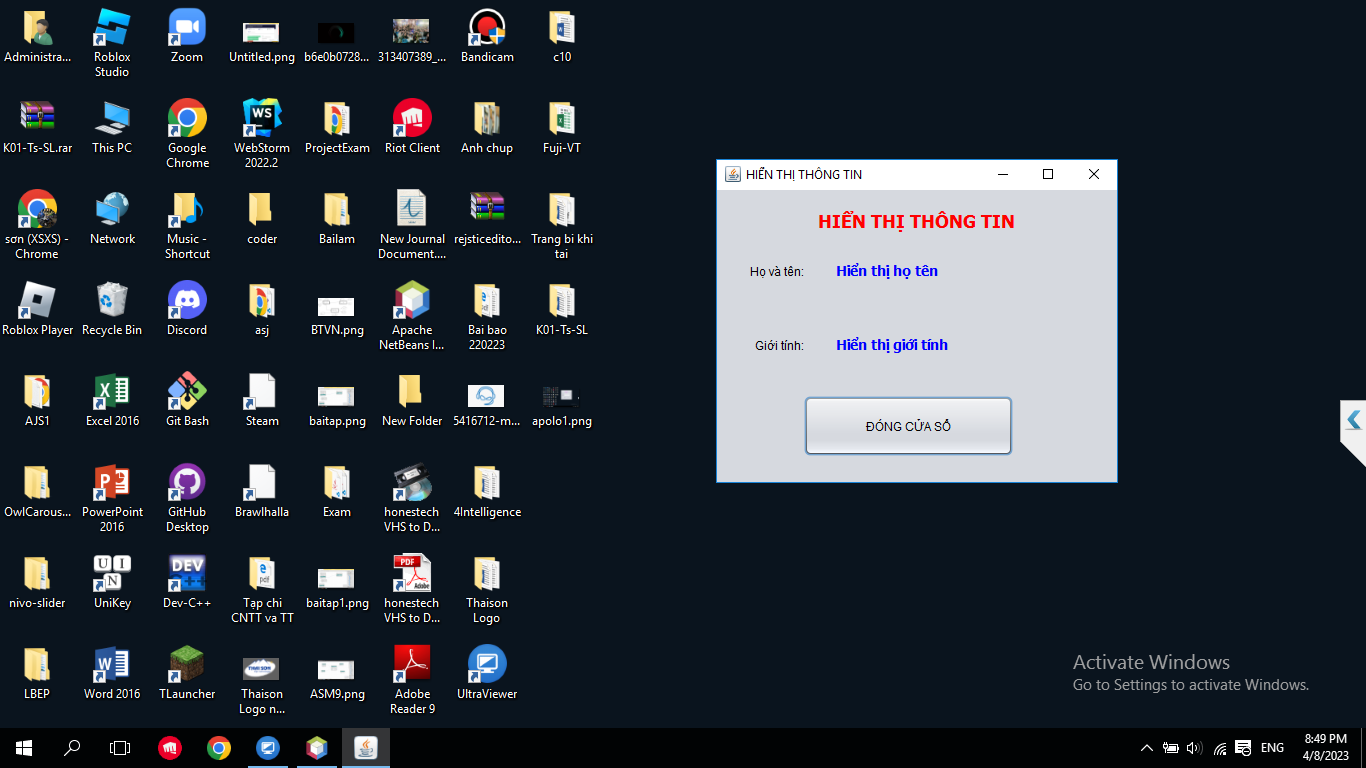 Administra...
Roblox
Studio
Zoom
Untitled.png
b6e0b0728...
313407389_...
Bandicam
c10
K01-Ts-SL.rar
This PC
Google
Chrome
WebStorm
2022.2
ProjectExam
Riot Client
Anh chup
Fuji-VT
sơn (XSXS) -
Chrome
Network
Music -
Shortcut
coder
Bailam
New Journal
Document....
rejsticedito...
Trang bi khi
tai
Roblox Player
Recycle Bin
Discord
asj
BTVN.png
Apache
NetBeans I...
Bai bao
220223
K01-Ts-SL
AJS1
Excel 2016
Git Bash
Steam
baitap.png
New Folder
5416712-m...
apolo1.png
OwlCarous...
PowerPoint
2016
GitHub
Desktop
Brawlhalla
Exam
honestech
VHS to D...
4Intelligence
nivo-slider
UniKey
Dev-C++
Tạp chi
CNTT va TT
baitap1.png
honestech
VHS to D...
Thaison
Logo
LBEP
Word 2016
TLauncher
Thaison
Logo n...
ASM9.png
Adobe
Reader 9
UltraViewer
WS
U I
N
DEV
PDF
Adobe
THAI SON
HIỂN THỊ THÔNG TIN
HIỂN THỊ THÔNG TIN
Họ và tên: Hiển thị họ tên
Giới tính: Hiển thị giới tính
ĐÓNG CỬA SỔ
Activate Windows
Go to Settings to activate Windows.
ENG
8:49 PM
4/8/2023